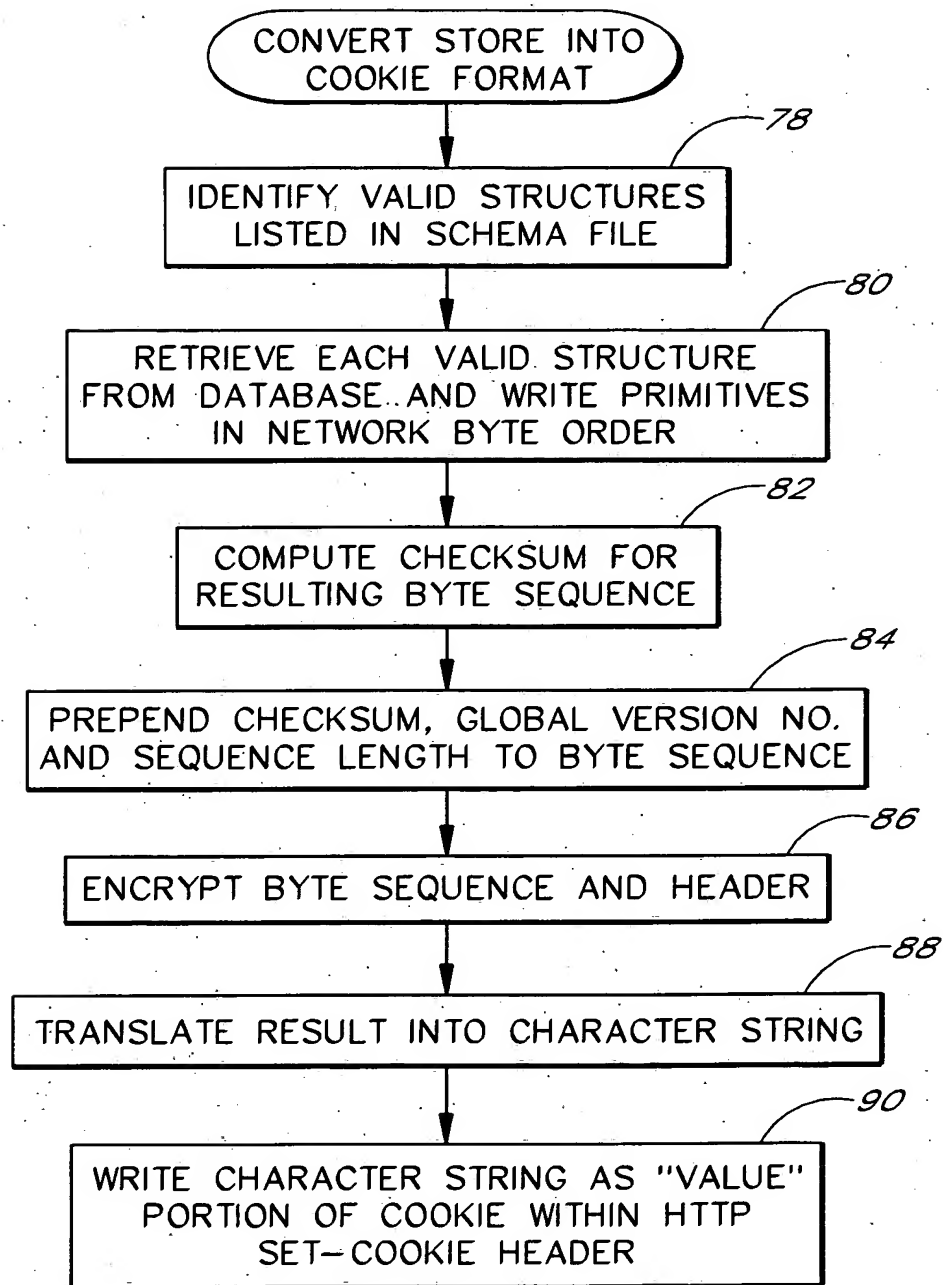 CONVERT STORE INTO
COOKIE FORMAT
78
IDENTIFY VALID STRUCTURES
LISTED IN SCHEMA FILE
80
RETRIEVE EACH VALID STRUCTURE
FROM DATABASE AND WRITE PRIMITIVES
IN NETWORK BYTE ORDER
82
COMPUTE CHECKSUM FOR
RESULTING BYTE SEQUENCE
84
PREPEND CHECKSUM, GLOBAL VERSION NO.
AND SEQUENCE LENGTH TO BYTE SEQUENCE
86
ENCRYPT BYTE SEQUENCE AND HEADER
88
TRANSLATE RESULT INTO CHARACTER STRING
90
WRITE CHARACTER STRING AS "VALUE"
PORTION OF COOKIE WITHIN HTTP
SET-COOKIE HEADER